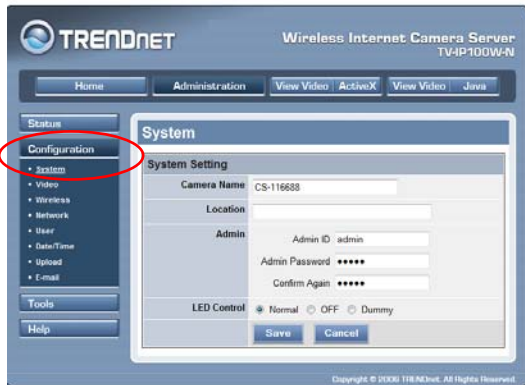 TRENDNET
Wireless Internet Camera Server
TV-IP100W-N
Home Administration View Video ActiveX View Video Java
Status
Configuration
• System
• Video
• Wireless
• Network
• User
• Date/Time
• Upload
• E-mail
Tools
Help
System
System Setting
Camera Name CS-116688
Location
Admin
Admin ID admin
Admin Password •••••
Confirm Again •••••
LED Control Normal OFF Dummy
Save Cancel
Copyright © 2006 TRENDnet. All Rights Reserved.